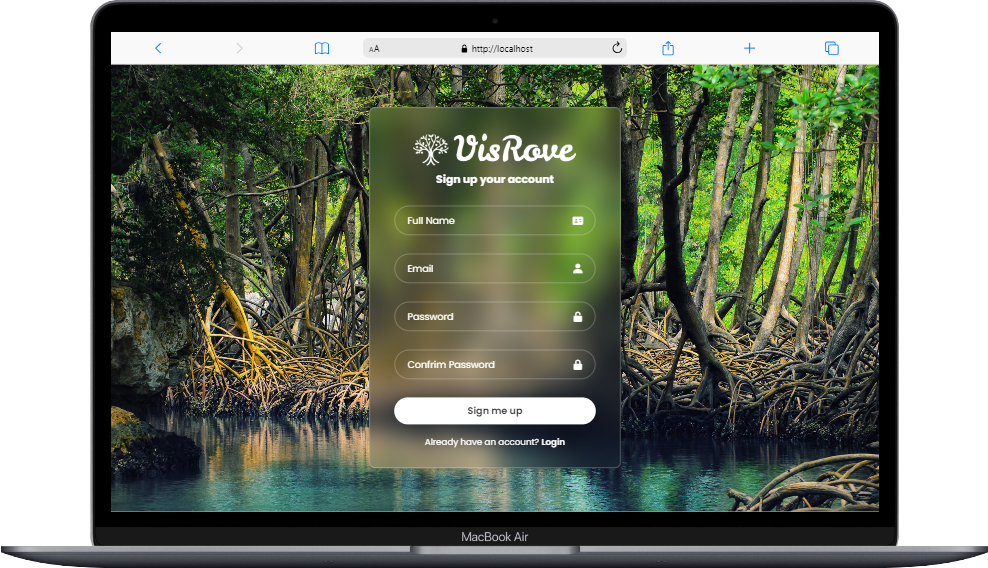 AA
http://localhost
VisRove
Sign up your account
Full Name
Email
Password
Confrim Password
Sign me up
Already have an account? Login
MacBook Air